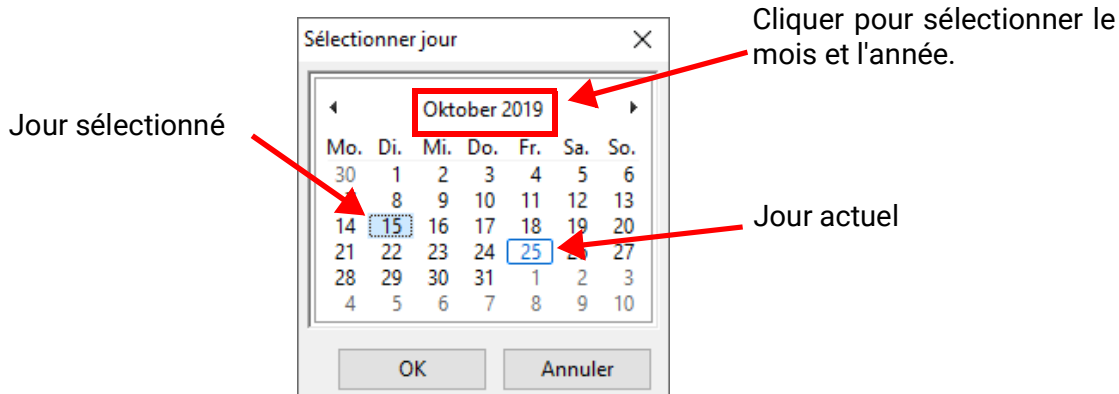 Cliquer pour sélectionner le
mois et l'année.
Sélectionner jour
Oktober 2019
Jour sélectionné
Mo. Di. Mi. Do. Fr. Sa. So.
30 1 2 3 4 5 6
8 9 10 11 12 13
14 15 16 17 18 19 20
Jour actuel
21 22 23 24 25 26 27
28 29 30 31 1 2 3
4 5 6 7 8 9 10
OK Annuler